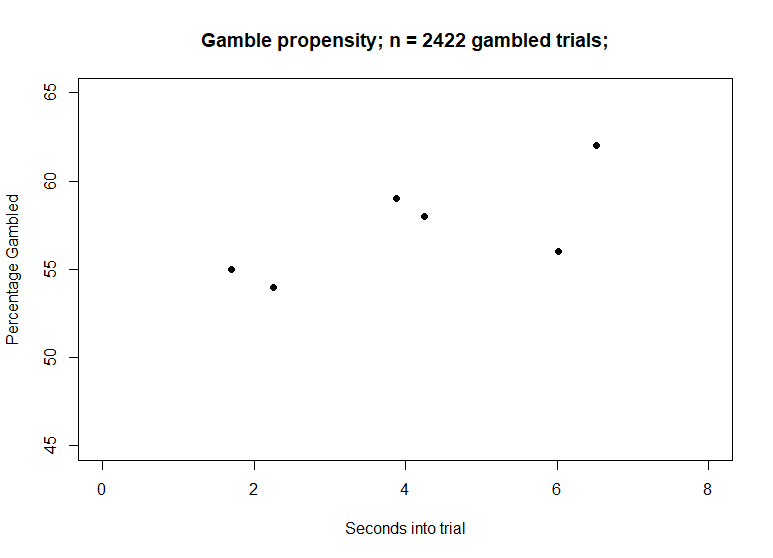 Gamble propensity; n = 2422 gambled trials;
65
60
55
50
45
Percentage Gambled
0 2 4 6 8
Seconds into trial